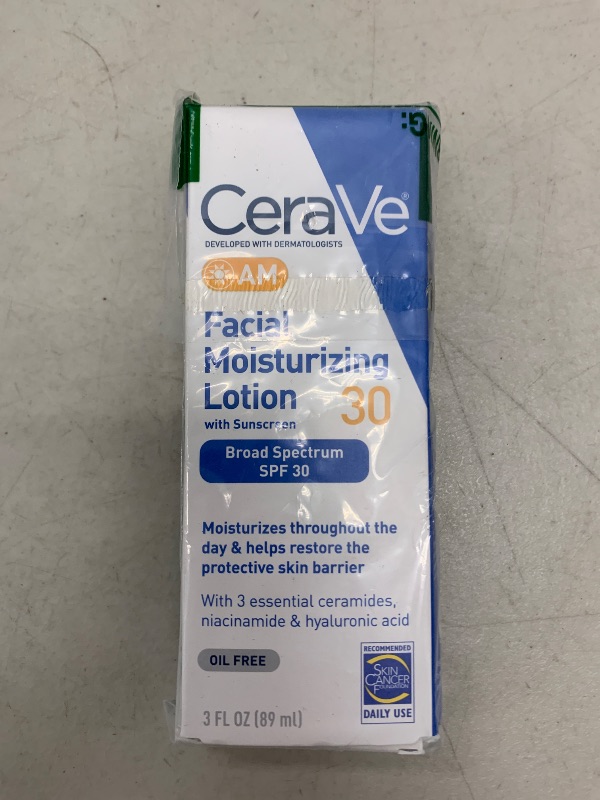 CeraVe®
DEVELOPED WITH DERMATOLOGISTS
AM
Facial
Moisturizing
Lotion 30
with Sunscreen
Broad Spectrum
SPF 30
Moisturizes throughout the
day & helps restore the
protective skin barrier
With 3 essential ceramides,
niacinamide & hyaluronic acid
OIL FREE
RECOMMENDED
SKIN
CANCER
FOUNDATION
DAILY USE
3 FL OZ (89 ml)